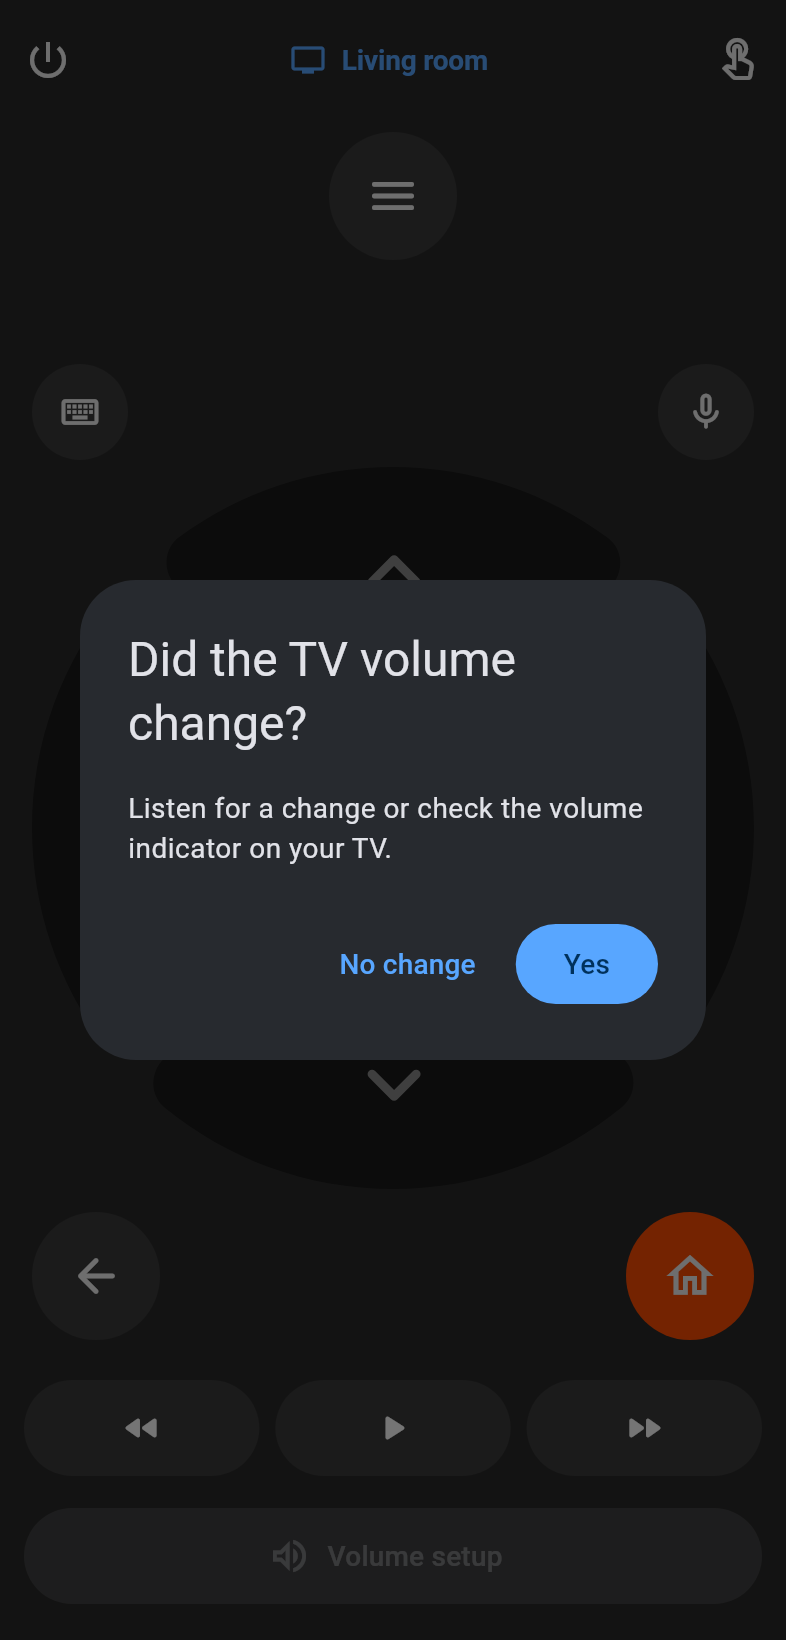 Living room
Did the TV volume
change?
Listen for a change or check the volume
indicator on your TV.
No change
Yes
Volume setup